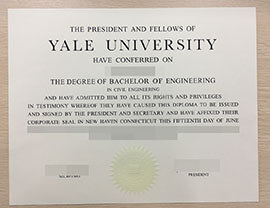 THE PRESIDENT AND FELLOWS OF
YALE UNIVERSITY
HAVE CONFERRED ON
THE DEGREE OF BACHELOR OF ENGINEERING
IN CIVIL ENGINEERING
AND HAVE ADMITTED HIM TO ALL ITS RIGHTS AND PRIVILEGES
IN TESTIMONY WHEREOF THEY HAVE CAUSED THIS DIPLOMA TO BE ISSUED
AND SIGNED BY THE PRESIDENT AND SECRETARY AND HAVE AFFIXED THEIR
CORPORATE SEAL IN NEW HAVEN CONNECTICUT THIS FIFTEENTH DAY OF JUNE
SECRETARY PRESIDENT